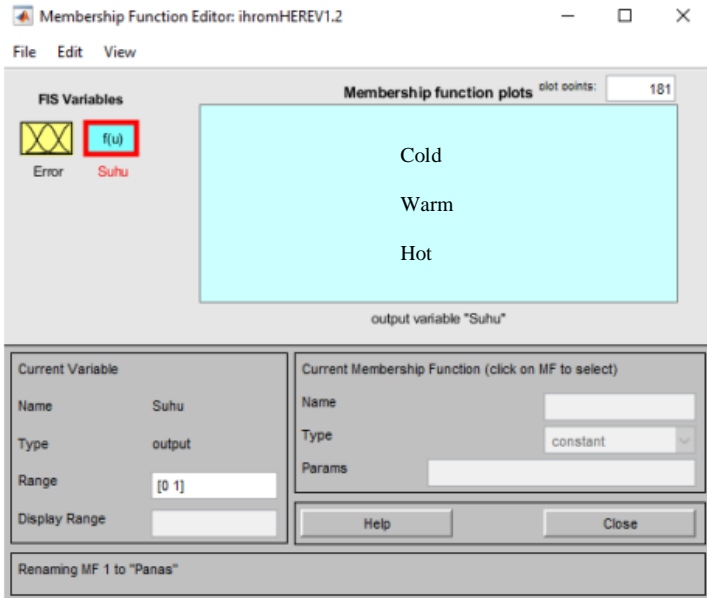 Membership Function Editor: ihromHEREV1.2
File Edit View
FIS Variables
f(u)
Error Suhu
Membership function plots plot points: 181
Cold
Warm
Hot
output variable "Suhu"
Current Variable
Name Suhu
Type output
Range [0 1]
Display Range
Current Membership Function (click on MF to select)
Name
Type constant
Params
Help Close
Renaming MF 1 to "Panas"